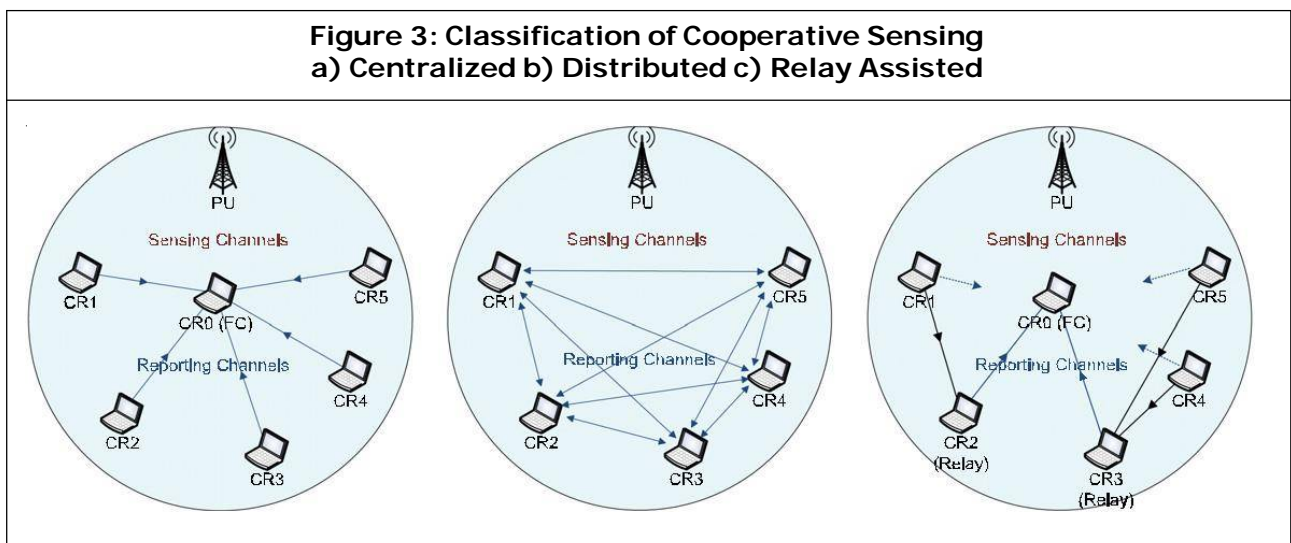 Figure 3: Classification of Cooperative Sensing
a) Centralized b) Distributed c) Relay Assisted
PU
Sensing Channels
CR1
CR5
CR0 (FC)
Reporting Channels
CR4
CR2
CR3
PU
Sensing Channels
CR1
CR5
Reporting Channels
CR4
CR2
CR3
PU
Sensing Channels
CR1
CR5
CR0 (FC)
Reporting Channels
CR4
CR2
(Relay)
CR3
(Relay)